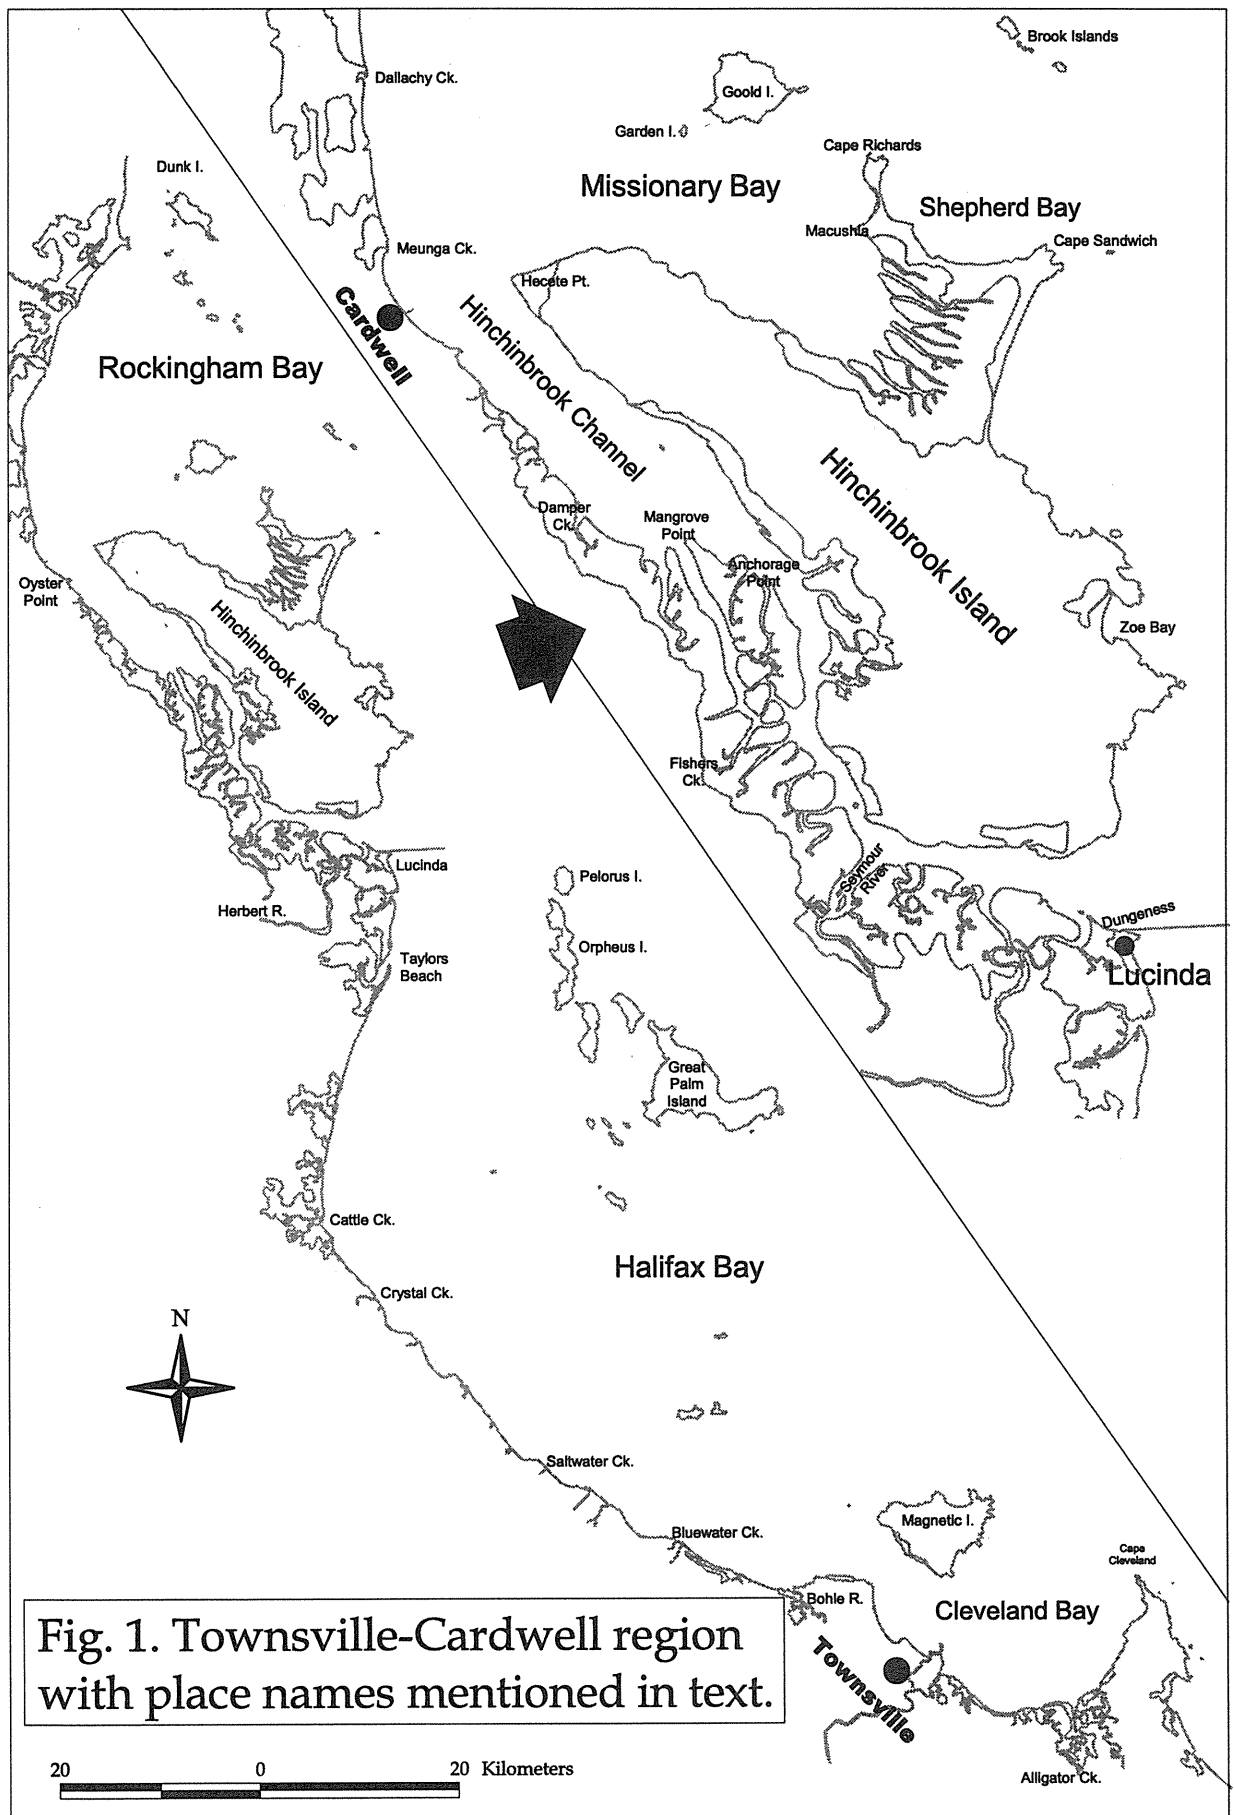 Brook Islands
Dallachy Ck.
Goold I.
Garden I.
Cape Richards
Dunk I.
Missionary Bay
Shepherd Bay
Macushla
Cape Sandwich
Meunga Ck.
Hecete Pt.
Cardwell
Hinchinbrook Channel
Rockingham Bay
Hinchinbrook Island
Damper
Ck.
Mangrove
Point
Anchorage
Point
Oyster
Point
Hinchinbrook Island
Zoe Bay
Fishers
Ck.
Seymour
River
Lucinda
Pelorus I.
Herbert R.
Dungeness
Orpheus I.
Taylors
Beach
Lucinda
Great
Palm
Island
Cattle Ck.
Halifax Bay
Crystal Ck.
N
Saltwater Ck.
Magnetic I.
Bluewater Ck.
Cape
Cleveland
Bohle R.
Cleveland Bay
Townsville
Fig. 1. Townsville-Cardwell region
with place names mentioned in text.
Alligator Ck.
20 0 20 Kilometers